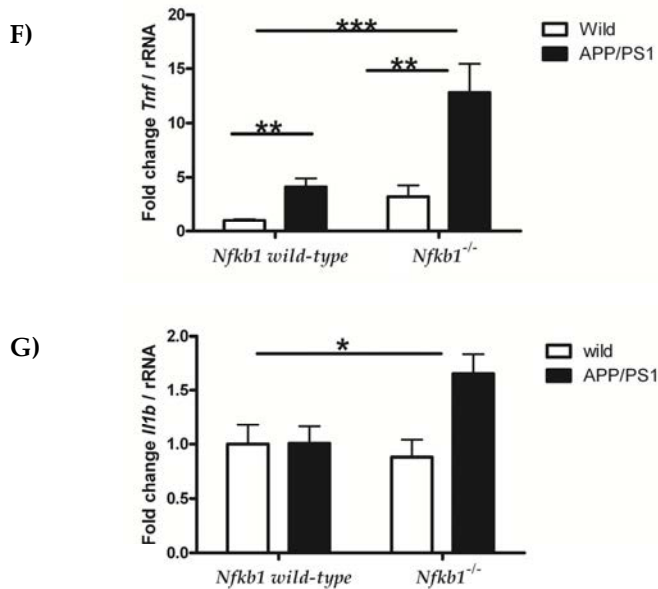 F)
Fold change Tnf / rRNA
20
15
10
5
0
***
**
**
Wild
APP/PS1
Nfkb1 wild-type
Nfkb1-/-
G)
Fold change Il1b / rRNA
2.0
1.5
1.0
0.5
0.0
*
wild
APP/PS1
Nfkb1 wild-type
Nfkb1-/-